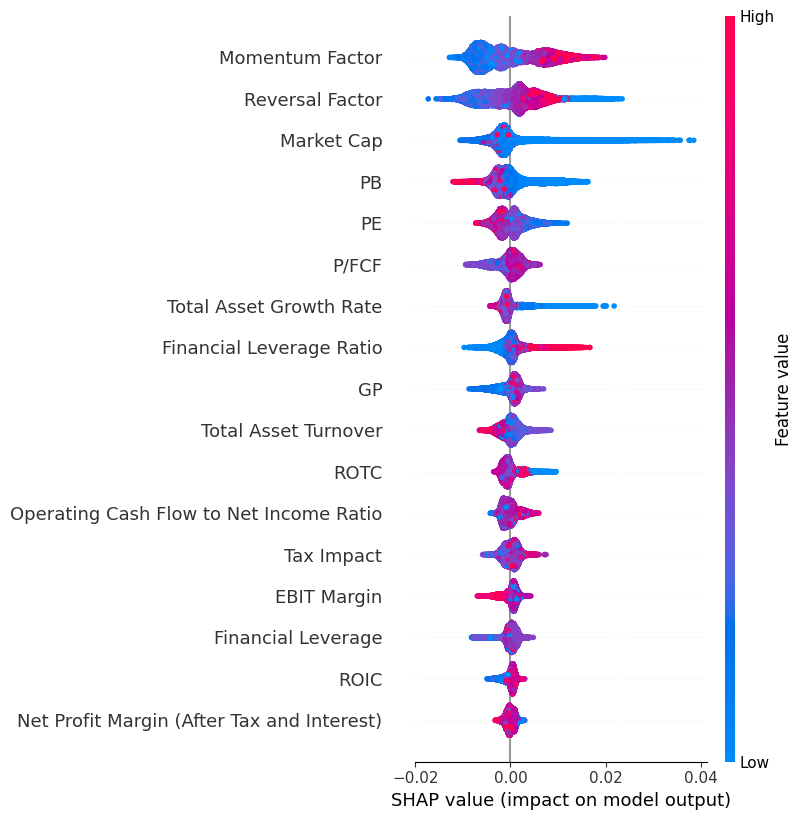 High
Momentum Factor
Reversal Factor
Market Cap
PB
PE
P/FCF
Total Asset Growth Rate
Financial Leverage Ratio
GP
Total Asset Turnover
ROTC
Operating Cash Flow to Net Income Ratio
Tax Impact
EBIT Margin
Financial Leverage
ROIC
Net Profit Margin (After Tax and Interest)
Feature value
Low
−0.02 0.00 0.02 0.04
SHAP value (impact on model output)